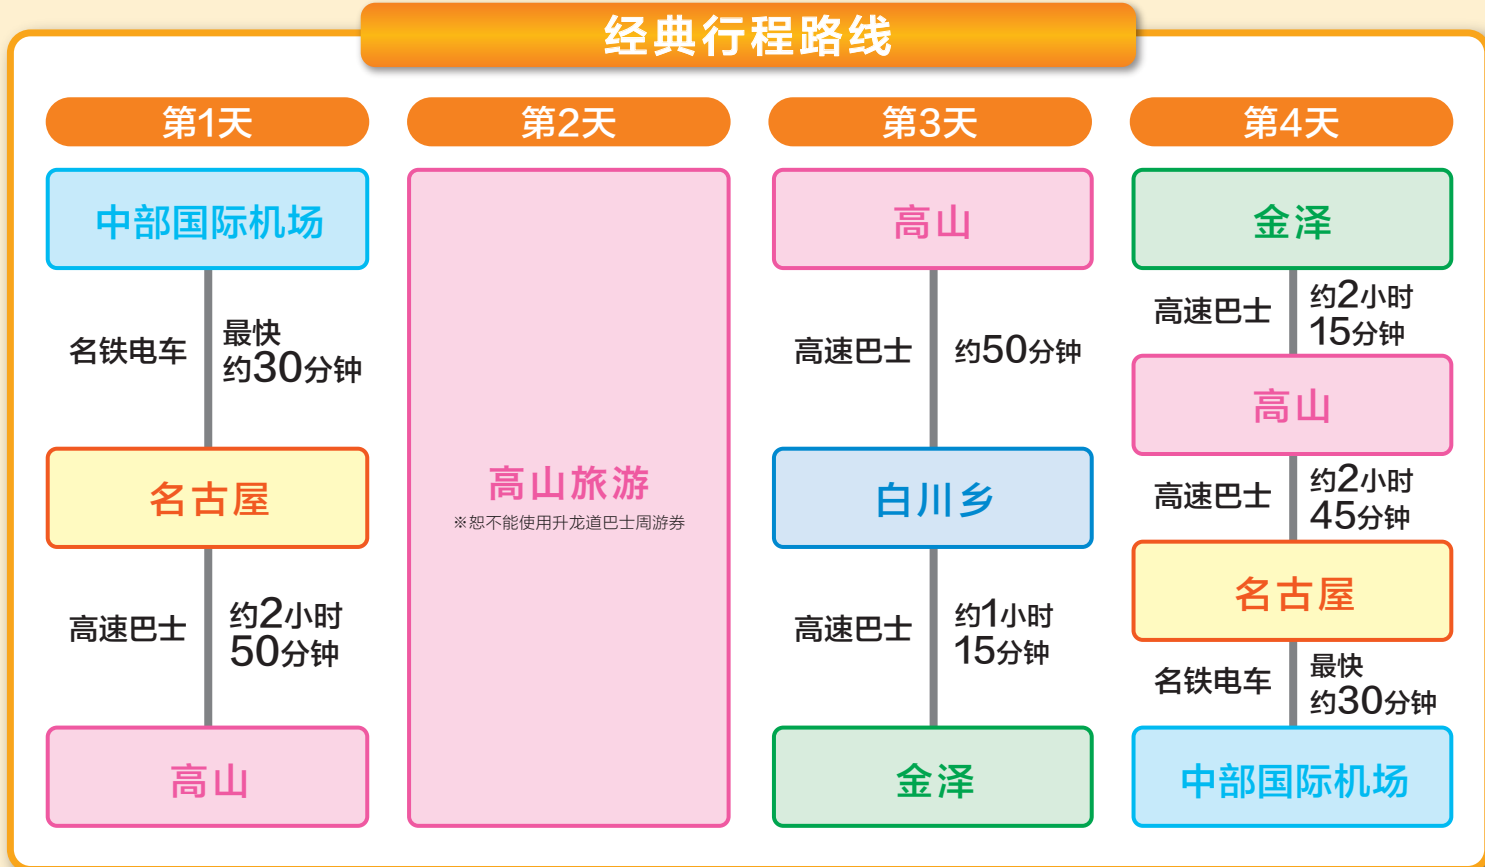 经典行程路线
第1天
中部国际机场
名铁电车
最快
约30分钟
名古屋
高速巴士
约2小时
50分钟
高山
第2天
高山旅游
※恕不能使用升龙道巴士周游券
第3天
高山
高速巴士
约50分钟
白川乡
高速巴士
约1小时
15分钟
金泽
第4天
金泽
高速巴士
约2小时
15分钟
高山
高速巴士
约2小时
45分钟
名古屋
名铁电车
最快
约30分钟
中部国际机场